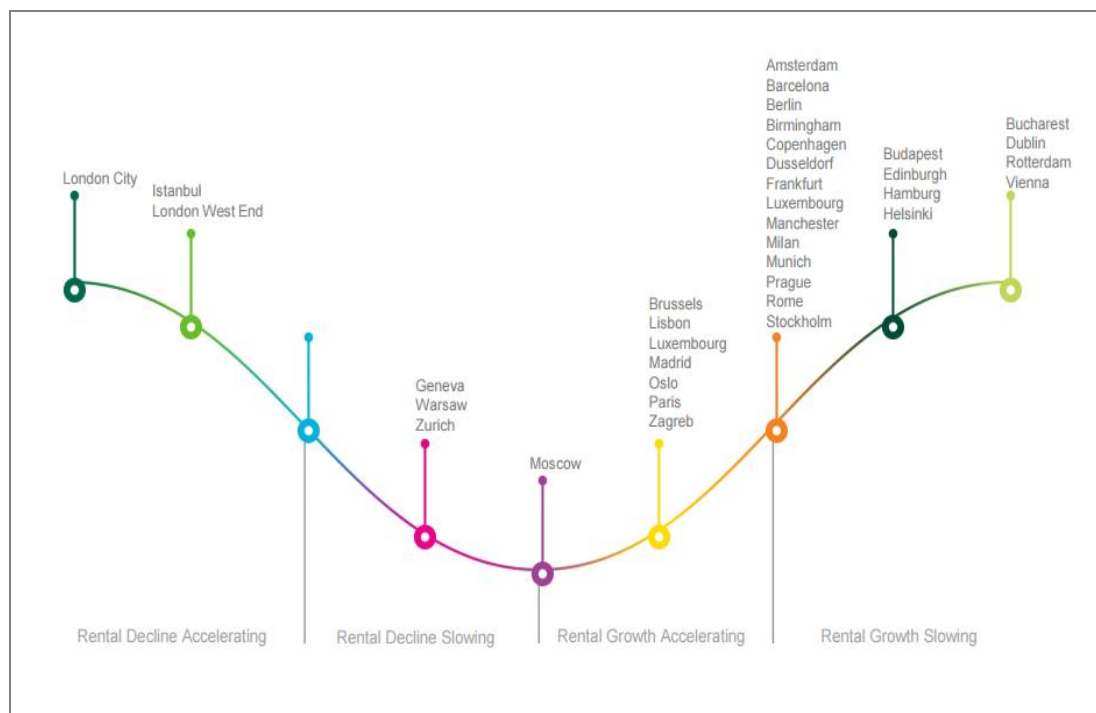 London City
Istanbul
London West End
Geneva
Warsaw
Zurich
Moscow
Brussels
Lisbon
Luxembourg
Madrid
Oslo
Paris
Zagreb
Amsterdam
Barcelona
Berlin
Birmingham
Copenhagen
Dusseldorf
Frankfurt
Luxembourg
Manchester
Milan
Munich
Prague
Rome
Stockholm
Budapest
Edinburgh
Hamburg
Helsinki
Bucharest
Dublin
Rotterdam
Vienna
Rental Decline Accelerating
Rental Decline Slowing
Rental Growth Accelerating
Rental Growth Slowing